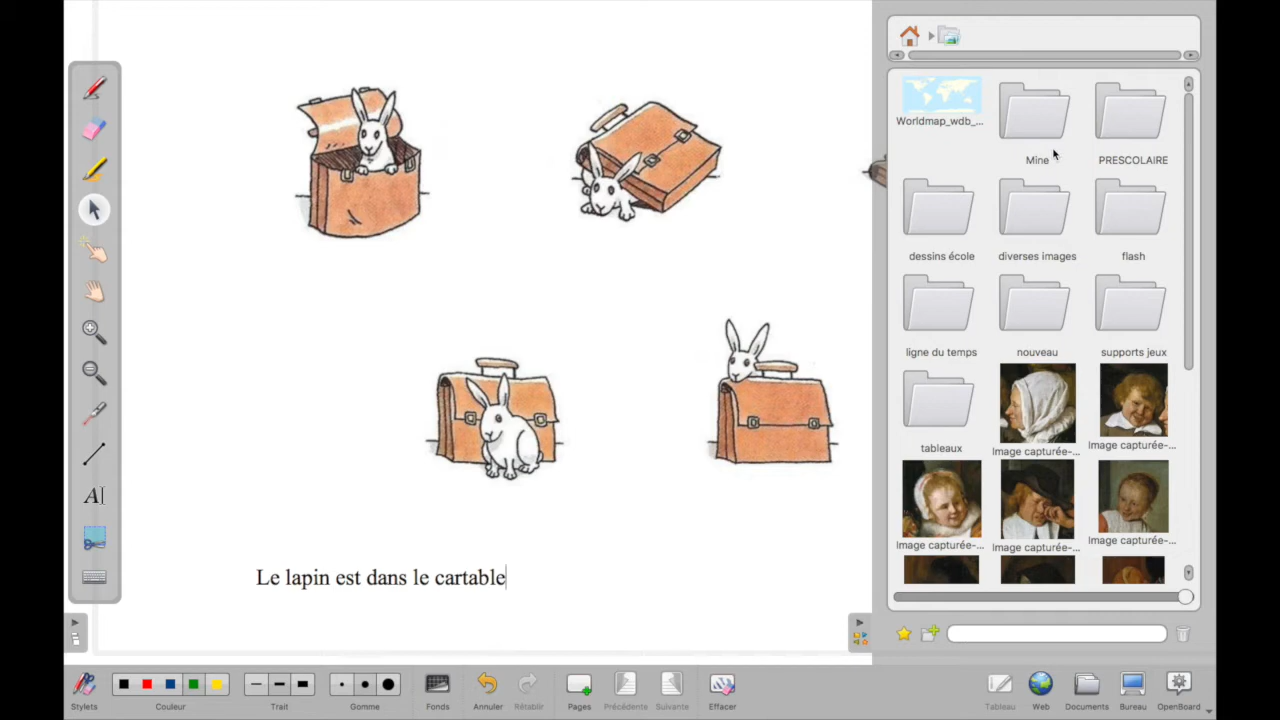 Worldmap_wdb_...
Mine
PRESCOLAIRE
dessins école
diverses images
flash
ligne du temps
nouveau
supports jeux
tableaux
Image capturée-...
Image capturée-...
Image capturée-...
Image capturée-...
Image capturée-...
A
Le lapin est dans le cartable
Stylets
Couleur
Trait
Gomme
Fonds
Annuler
Rétablir
Pages
Précédente
Suivante
Effacer
Tableau
Web
Documents
Bureau
OpenBoard